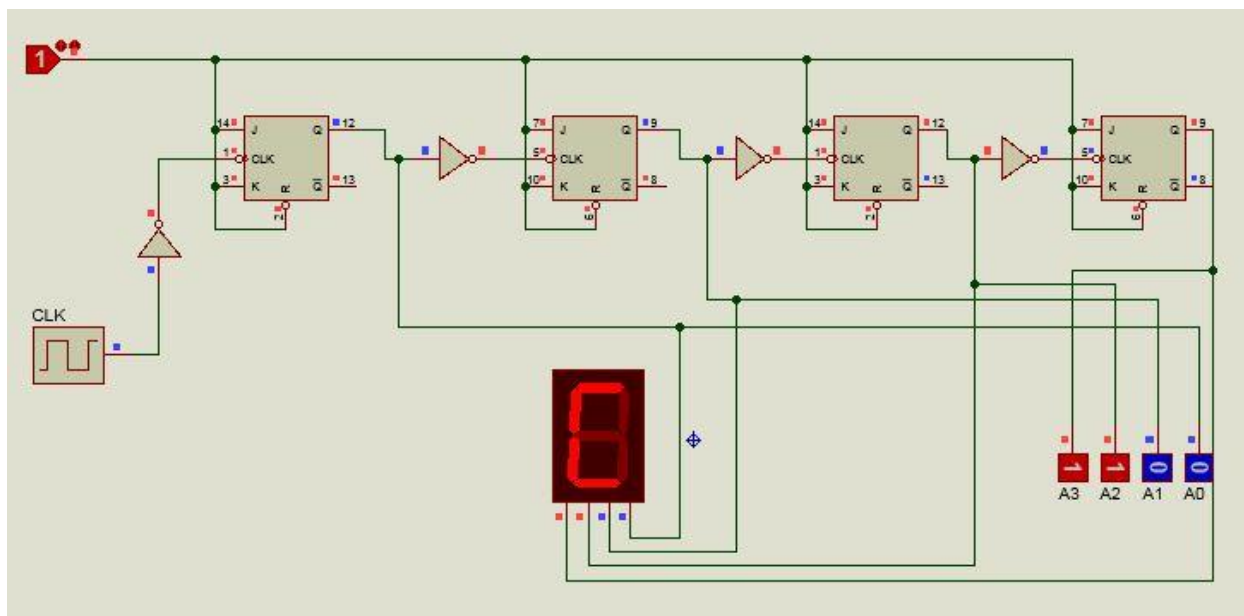 1
14 J Q 12
1 CLK
3 K Q 13
R
2
7 J Q 9
5 CLK
10 K Q 8
R
6
14 J Q 12
1 CLK
3 K Q 13
R
2
7 J Q 9
5 CLK
10 K Q 8
R
6
CLK
C
1 1 0 0
A3 A2 A1 A0